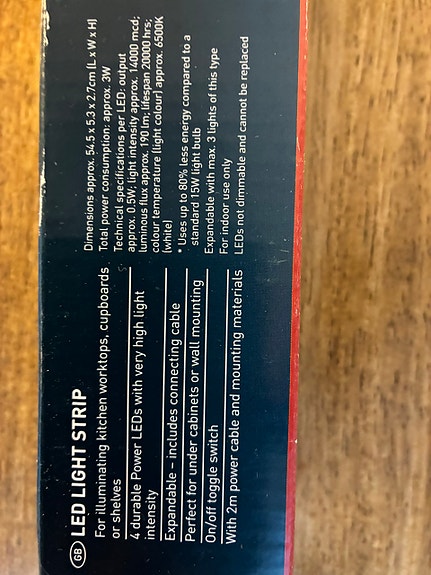 GB LED LIGHT STRIP
For illuminating kitchen worktops, cupboards
or shelves
4 durable Power LEDs with very high light
intensity
Expandable – includes connecting cable
Perfect for under cabinets or wall mounting
On/off toggle switch
With 2m power cable and mounting materials
Dimensions approx. 54.5 x 5.3 x 2.7cm (L x W x H)
Total power consumption: approx. 3W
Technical specifications per LED: output
approx. 0.5W; light intensity approx. 14000 mcd;
luminous flux approx. 190 lm; lifespan 20000 hrs;
colour temperature (light colour) approx. 6500K
(white)
* Uses up to 80% less energy compared to a
standard 15W light bulb
Expandable with max. 3 lights of this type
For indoor use only
LEDs not dimmable and cannot be replaced